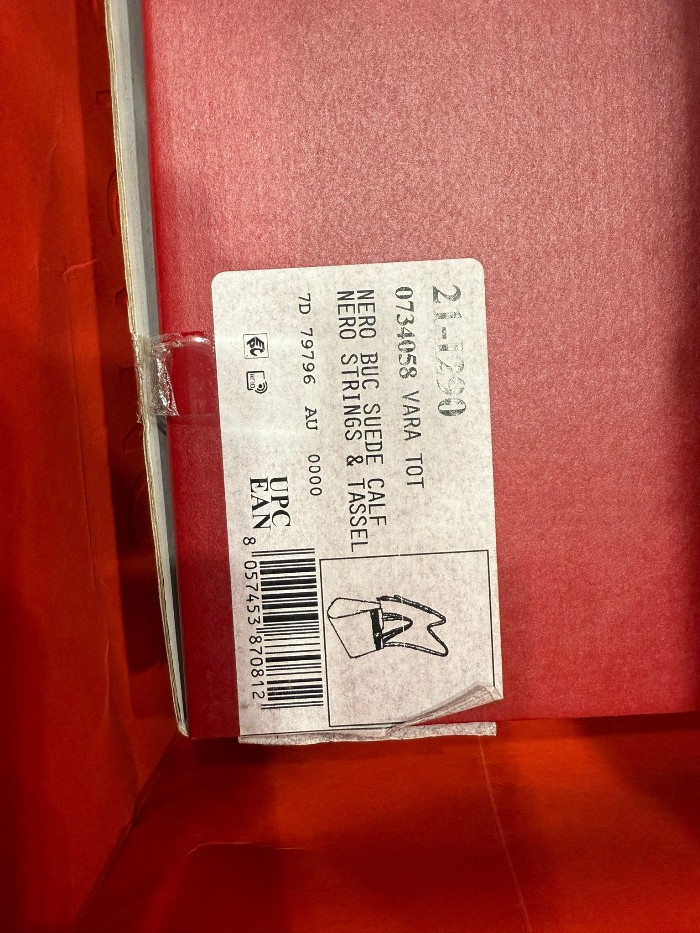 21-I290
0734058 VARA TOT
NERO BUC SUEDE CALF
NERO STRINGS & TASSEL
7D 79796 AU 0000
UPC
EAN
8 057453 870812